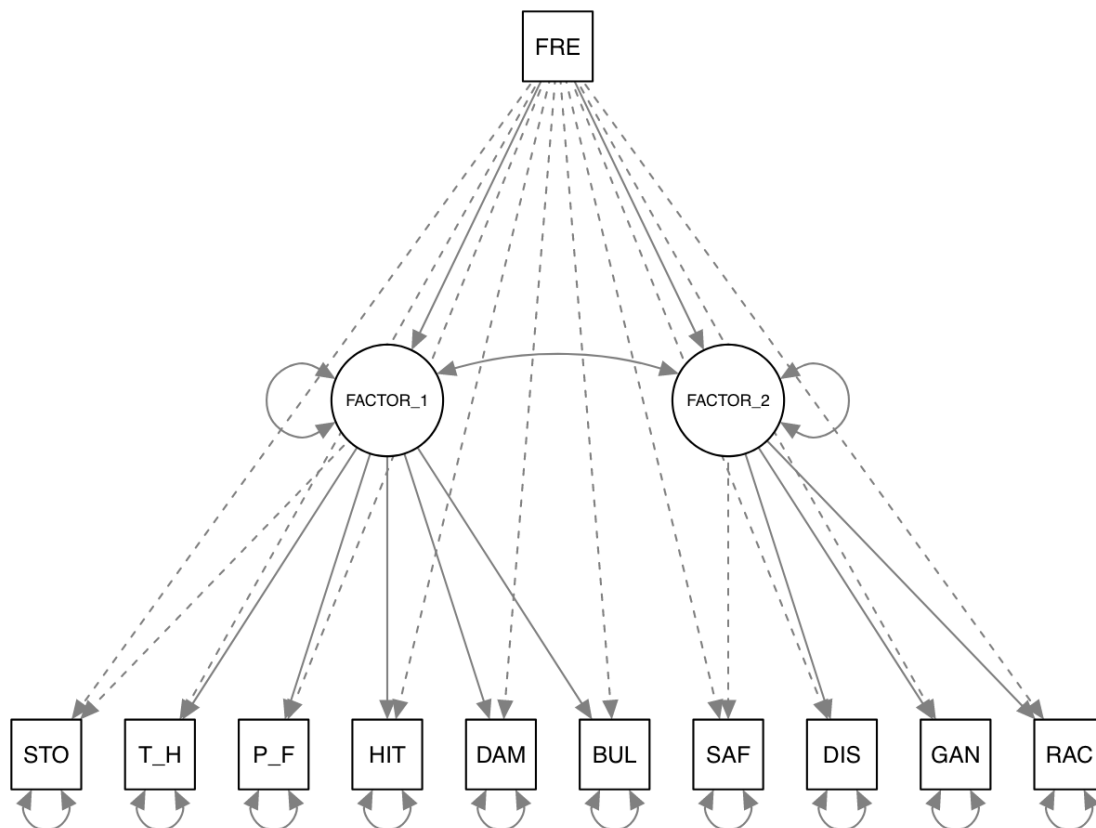 FRE
FACTOR_1
FACTOR_2
STO
T_H
P_F
HIT
DAM
BUL
SAF
DIS
GAN
RAC